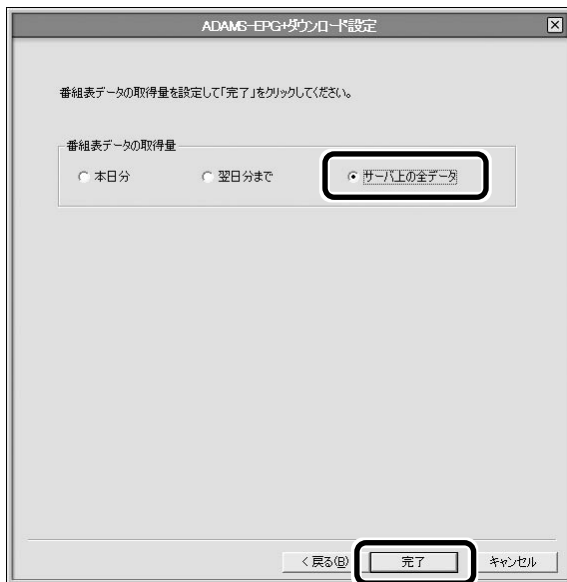 ADAMS-EPG+ダウンロード設定
番組表データの取得量を設定して「完了」をクリックしてください。
番組表データの取得量
本日分 翌日分まで サーバ上の全データ
< 戻る(B) 完了 キャンセル